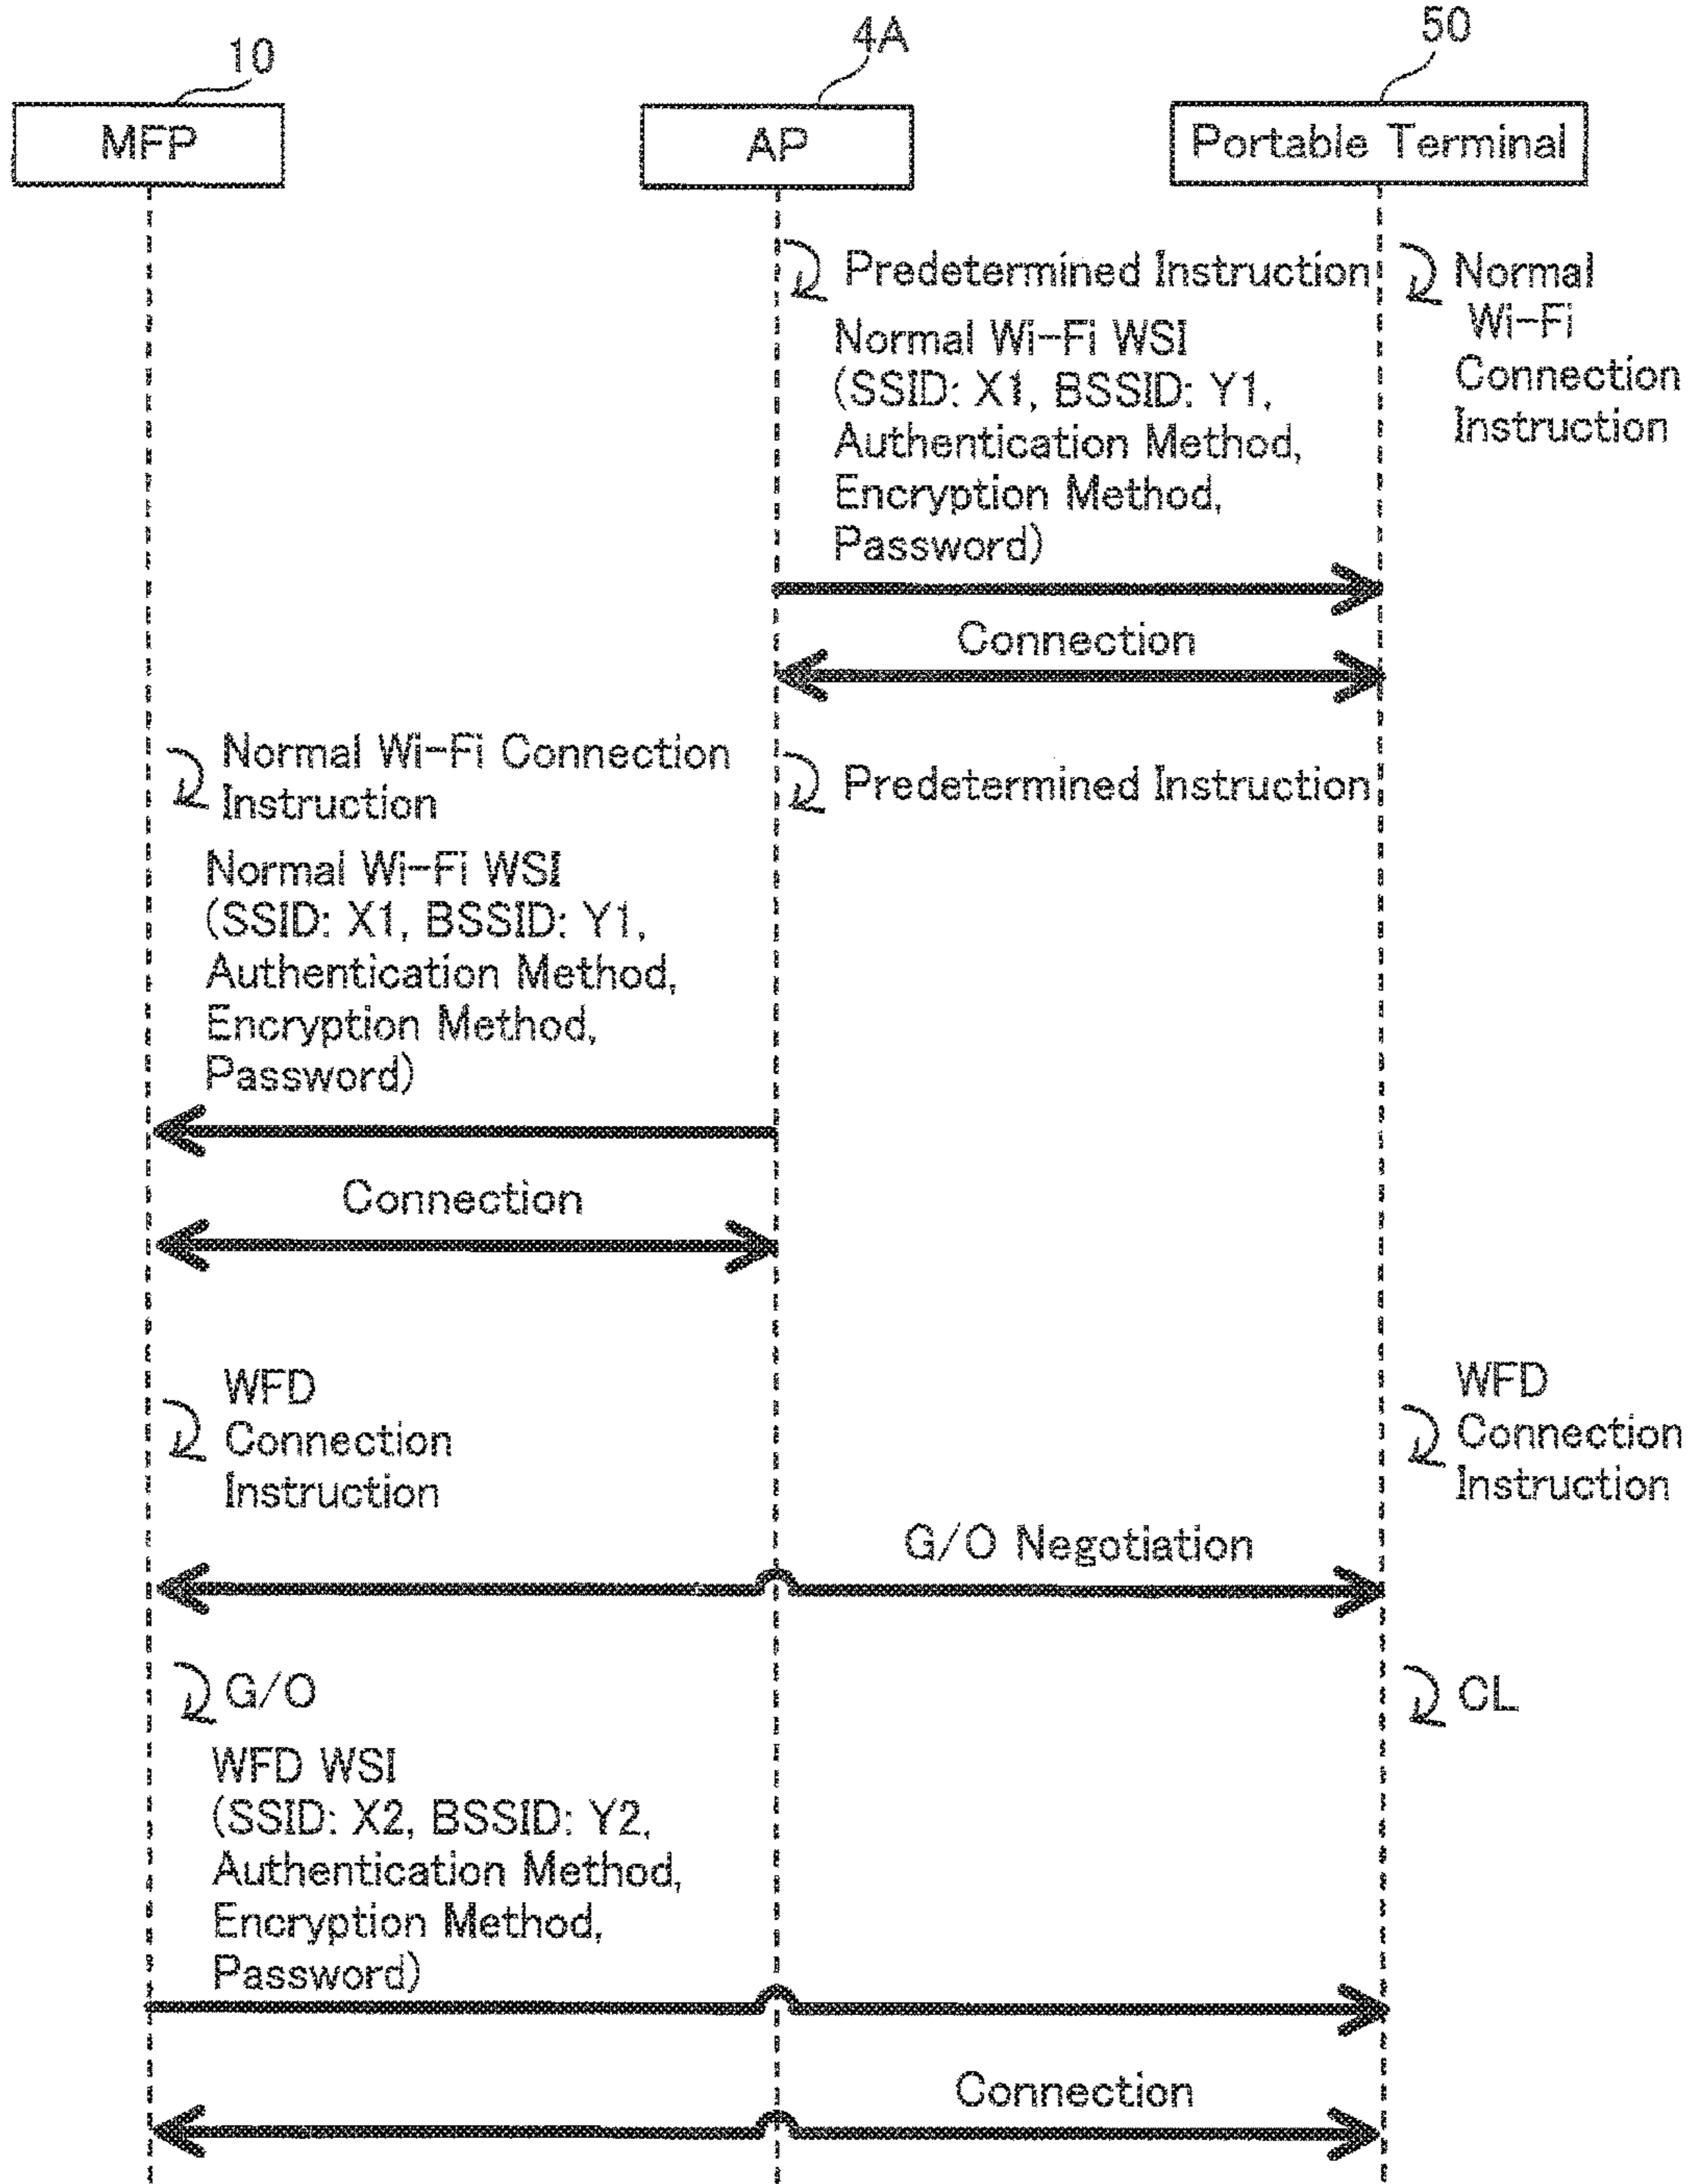 10
4A
50
MFP
AP
Portable Terminal
Predetermined Instruction
Normal
Wi-Fi
Connection
Instruction
Normal Wi-Fi WSI
(SSID: X1, BSSID: Y1,
Authentication Method,
Encryption Method,
Password)
Connection
Normal Wi-Fi Connection
Instruction
Predetermined Instruction
Normal Wi-Fi WSI
(SSID: X1, BSSID: Y1,
Authentication Method,
Encryption Method,
Password)
Connection
WFD
Connection
Instruction
WFD
Connection
Instruction
G/O Negotiation
G/O
CL
WFD WSI
(SSID: X2, BSSID: Y2,
Authentication Method,
Encryption Method,
Password)
Connection